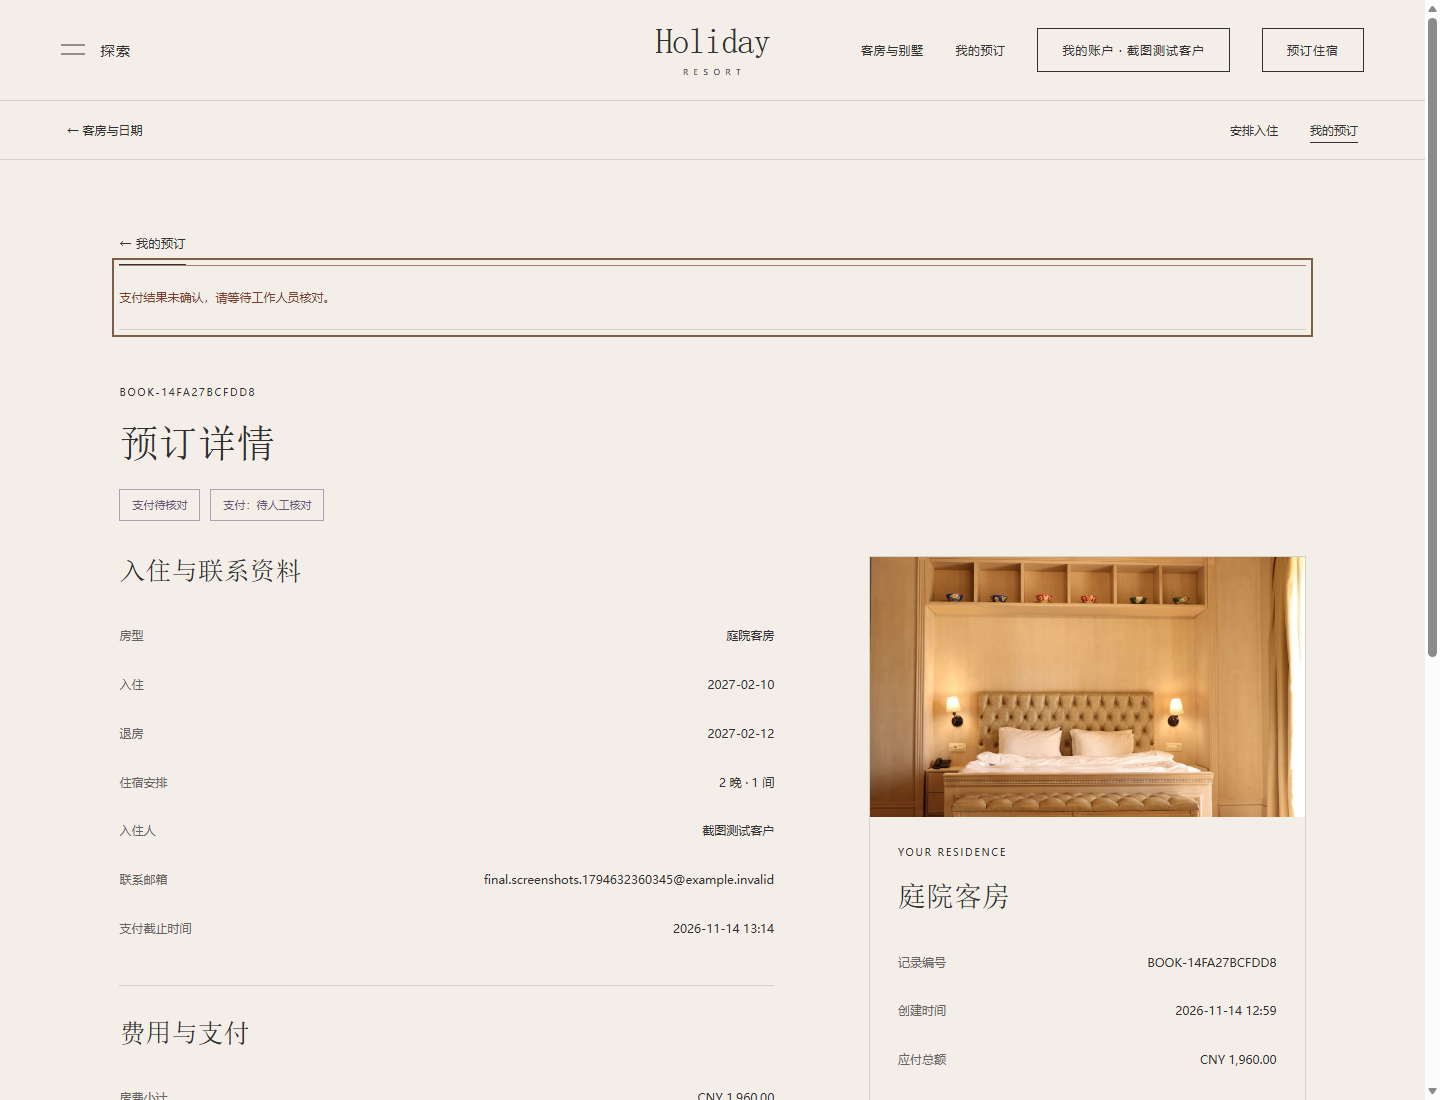 探索
Holiday
RESORT
客房与别墅
我的预订
我的账户 · 截图测试客户
预订住宿
← 客房与日期
安排入住
我的预订
← 我的预订
支付结果未确认，请等待工作人员核对。
BOOK-14FA27BCFDD8
预订详情
支付待核对
支付：待人工核对
入住与联系资料
房型 庭院客房
入住 2027-02-10
退房 2027-02-12
住宿安排 2 晚 · 1 间
入住人 截图测试客户
联系邮箱 final.screenshots.1794632360345@example.invalid
支付截止时间 2026-11-14 13:14
费用与支付
房费小计 CNY 1,960.00
YOUR RESIDENCE
庭院客房
记录编号 BOOK-14FA27BCFDD8
创建时间 2026-11-14 12:59
应付总额 CNY 1,960.00